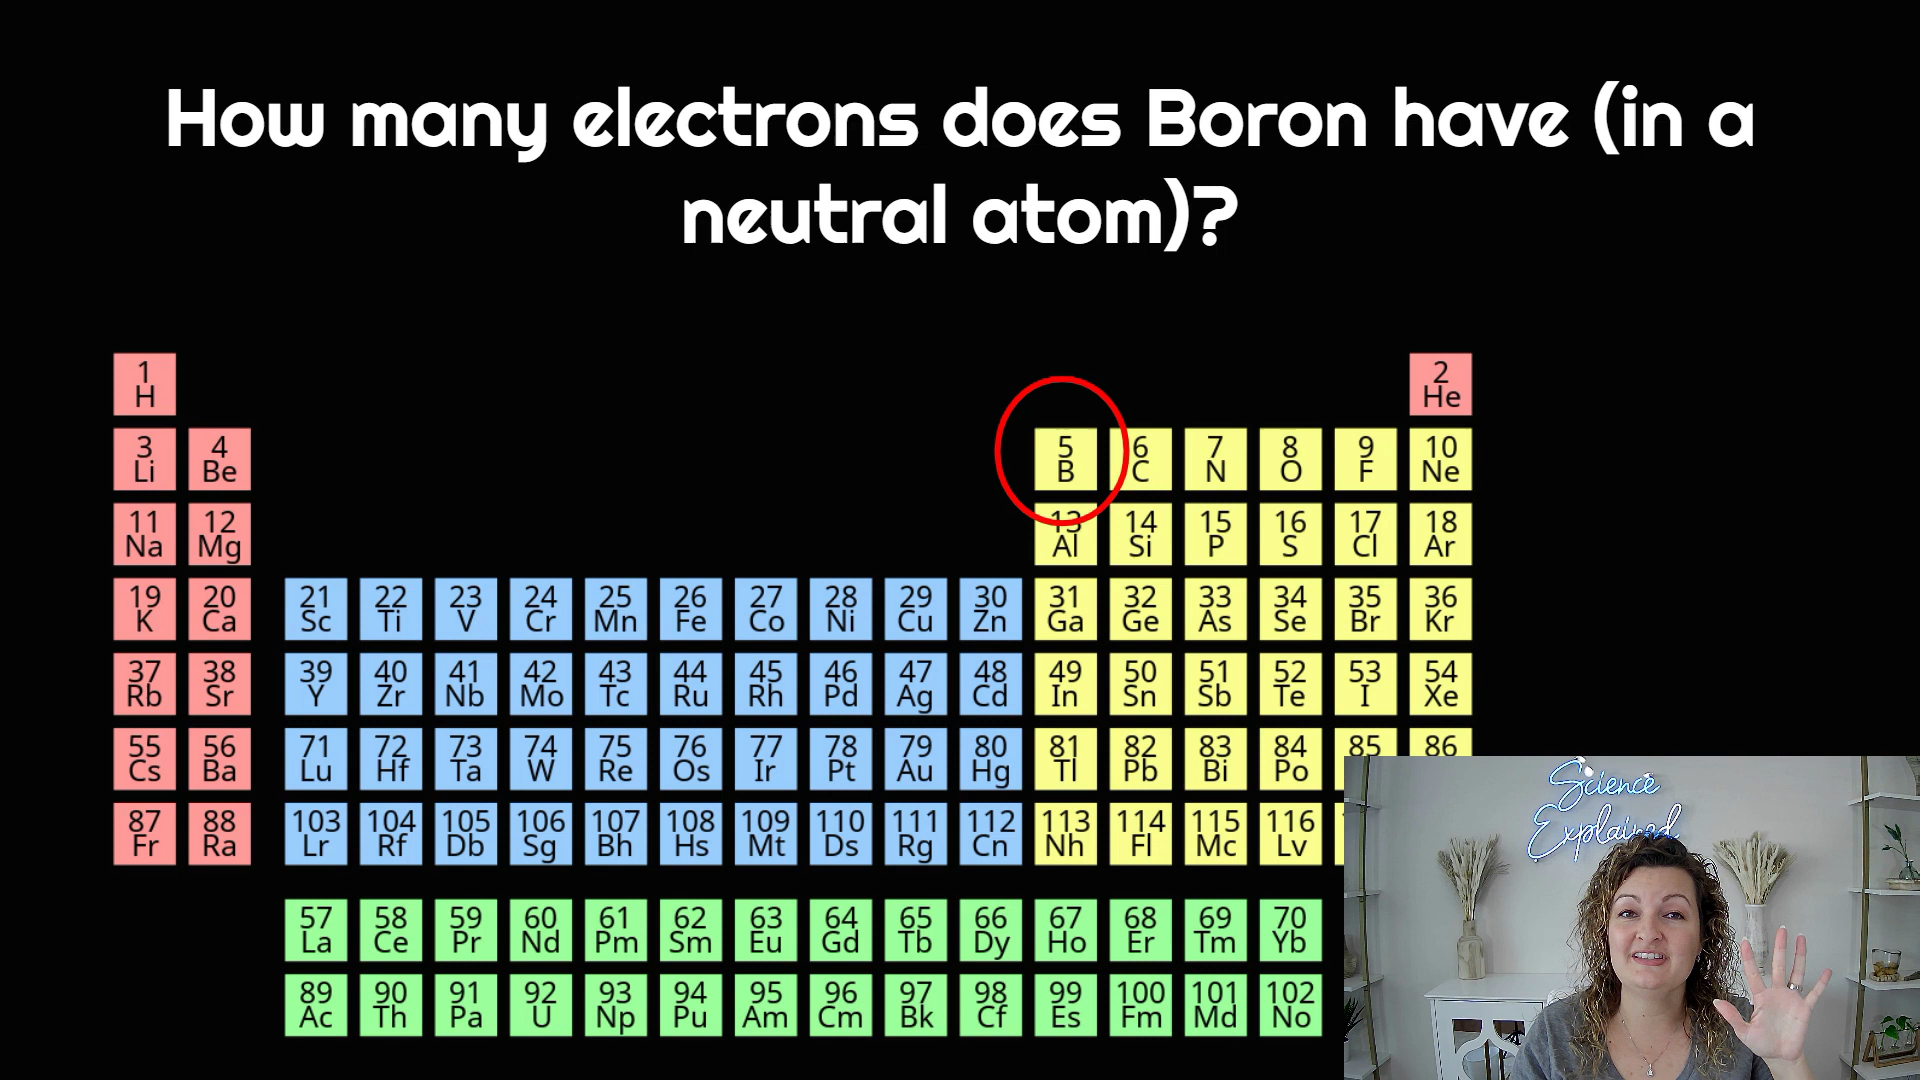 How many electrons does Boron have (in a
neutral atom)?
1 2
H He
3 4 5 6 7 8 9 10
Li Be B C N O F Ne
11 12 13 14 15 16 17 18
Na Mg Al Si P S Cl Ar
19 20 21 22 23 24 25 26 27 28 29 30 31 32 33 34 35 36
K Ca Sc Ti V Cr Mn Fe Co Ni Cu Zn Ga Ge As Se Br Kr
37 38 39 40 41 42 43 44 45 46 47 48 49 50 51 52 53 54
Rb Sr Y Zr Nb Mo Tc Ru Rh Pd Ag Cd In Sn Sb Te I Xe
55 56 71 72 73 74 75 76 77 78 79 80 81 82 83 84 85 86
Cs Ba Lu Hf Ta W Re Os Ir Pt Au Hg Tl Pb Bi Po
87 88 103 104 105 106 107 108 109 110 111 112 113 114 115 116
Fr Ra Lr Rf Db Sg Bh Hs Mt Ds Rg Cn Nh Fl Mc Lv
57 58 59 60 61 62 63 64 65 66 67 68 69 70
La Ce Pr Nd Pm Sm Eu Gd Tb Dy Ho Er Tm Yb
89 90 91 92 93 94 95 96 97 98 99 100 101 102
Ac Th Pa U Np Pu Am Cm Bk Cf Es Fm Md No
Science
Explained